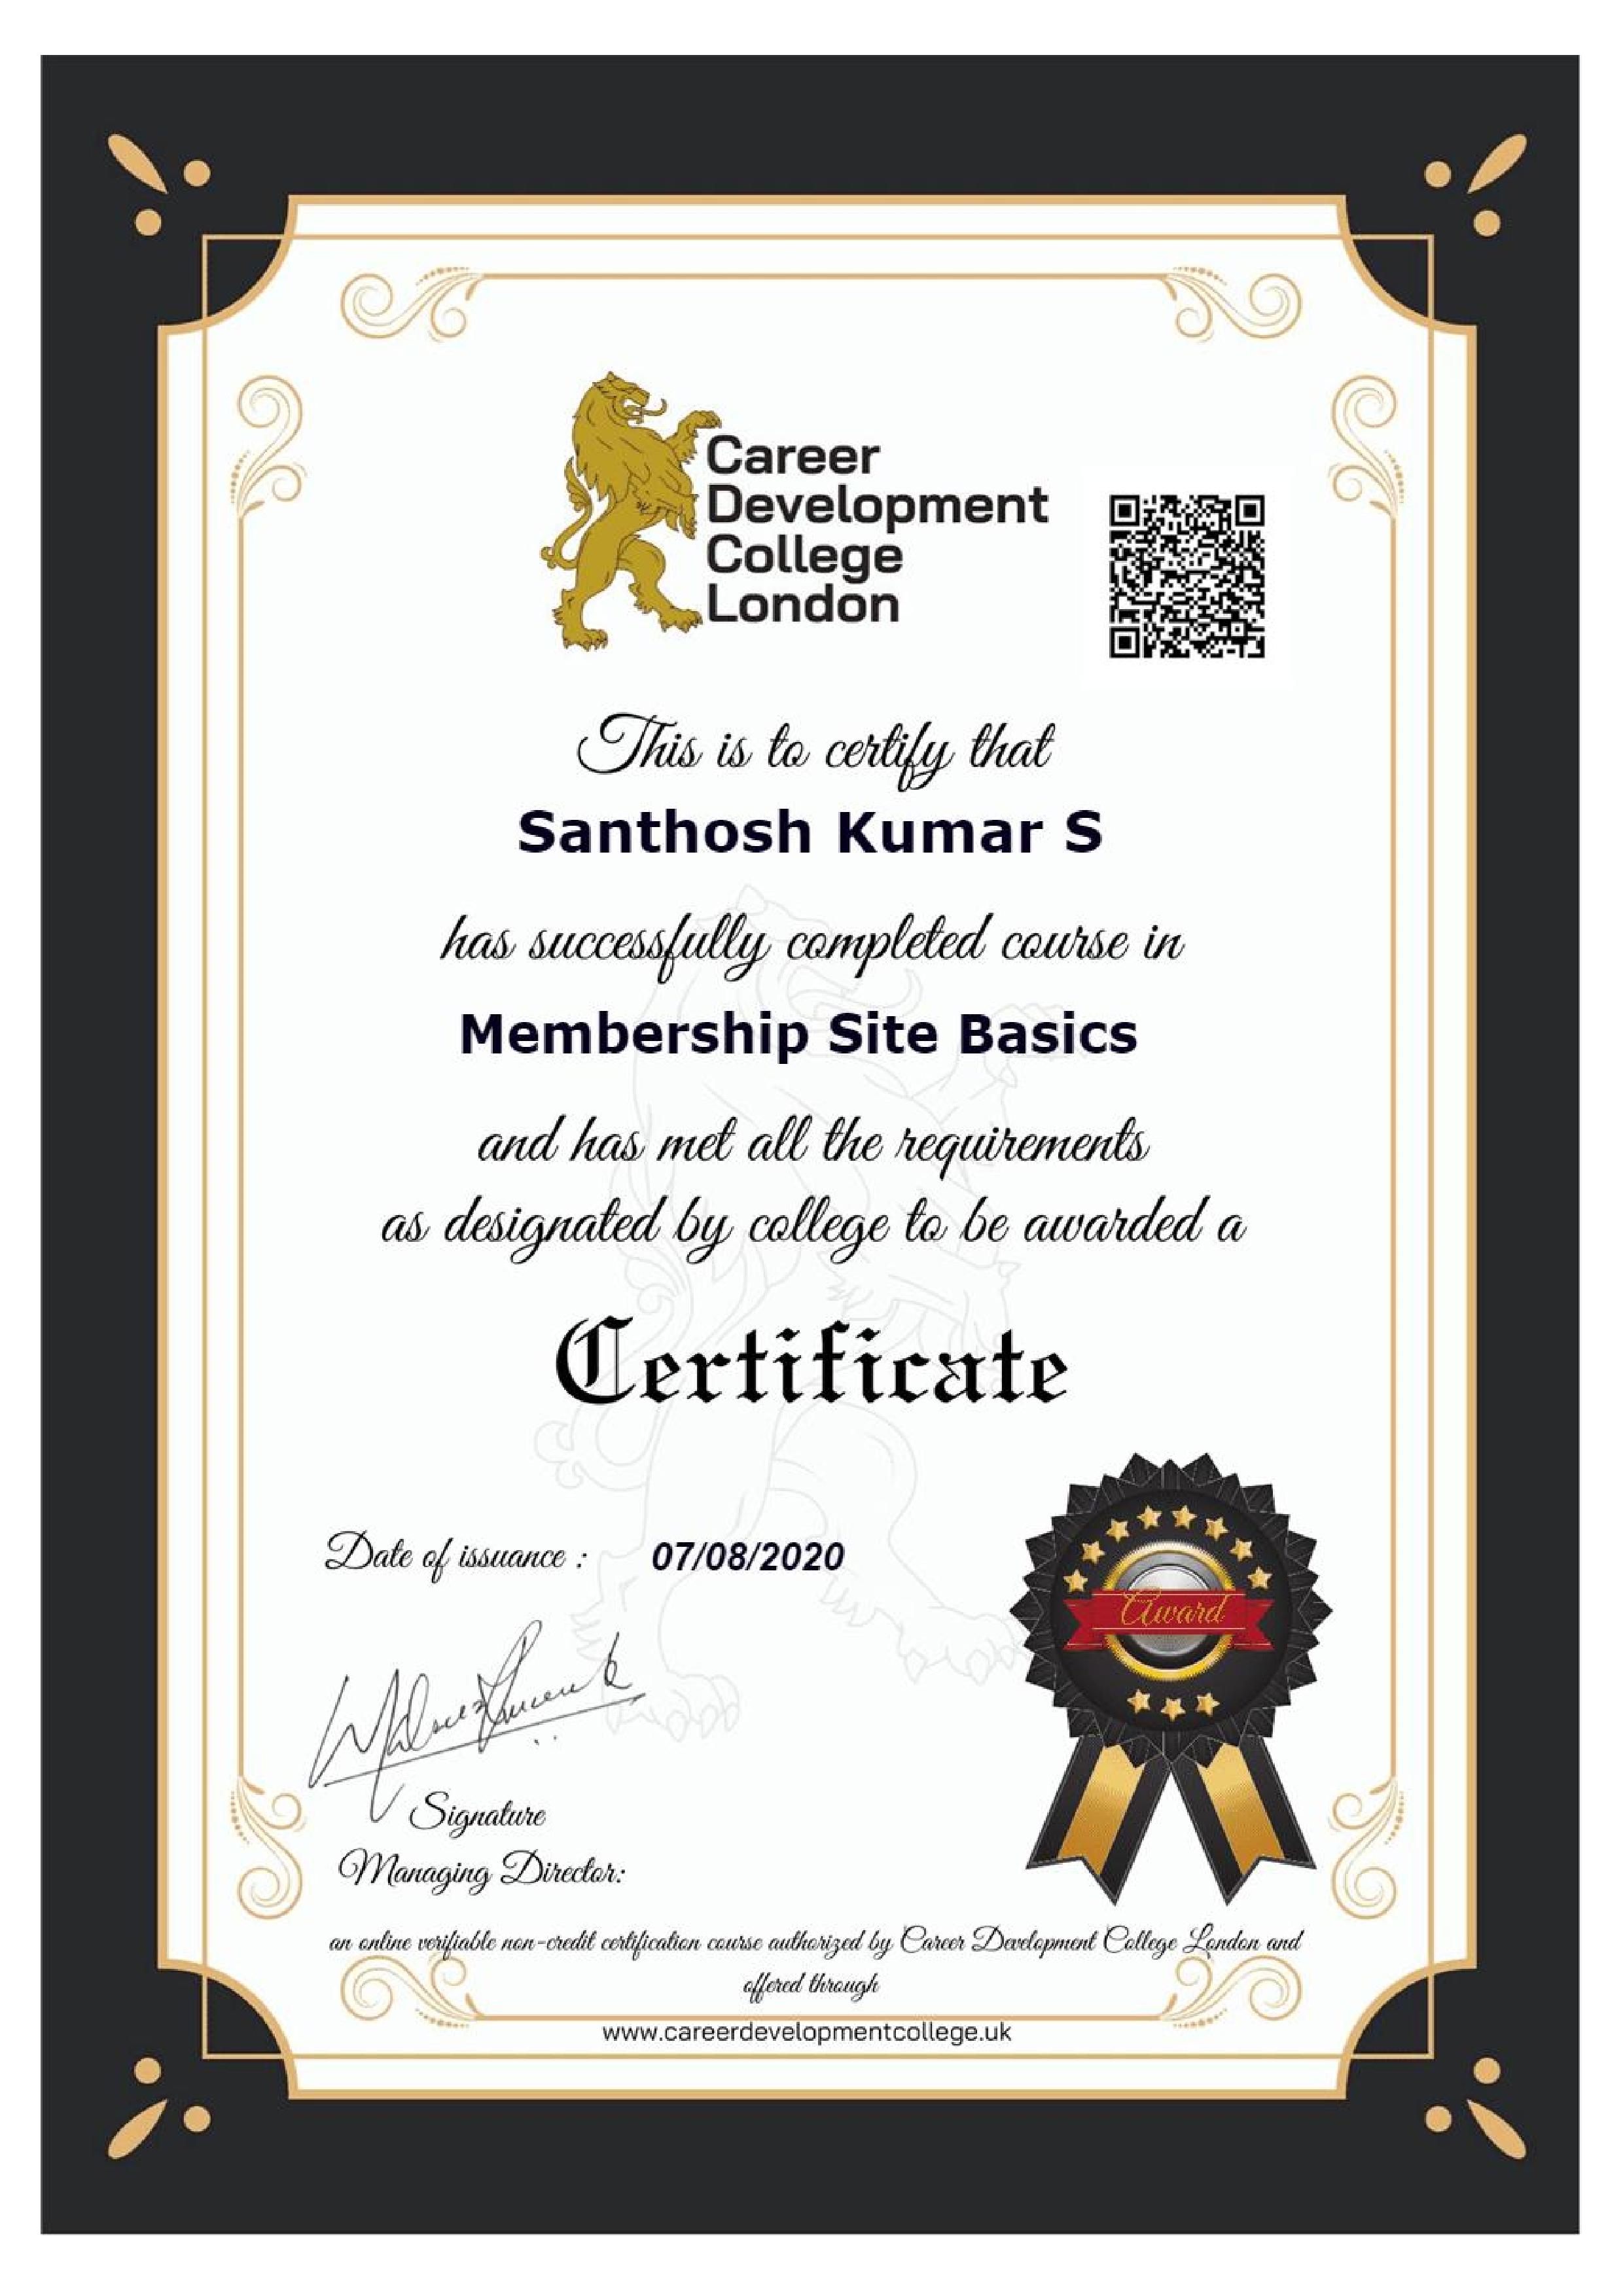 Career
Development
College
London
This is to certify that
Santhosh Kumar S
has successfully completed course in
Membership Site Basics
and has met all the requirements
as designated by college to be awarded a
Certificate
Date of issuance : 07/08/2020
Award
Signature
Managing Director:
an online verifiable non-credit certification course authorized by Career Development College London and
offered through
www.careerdevelopmentcollege.uk